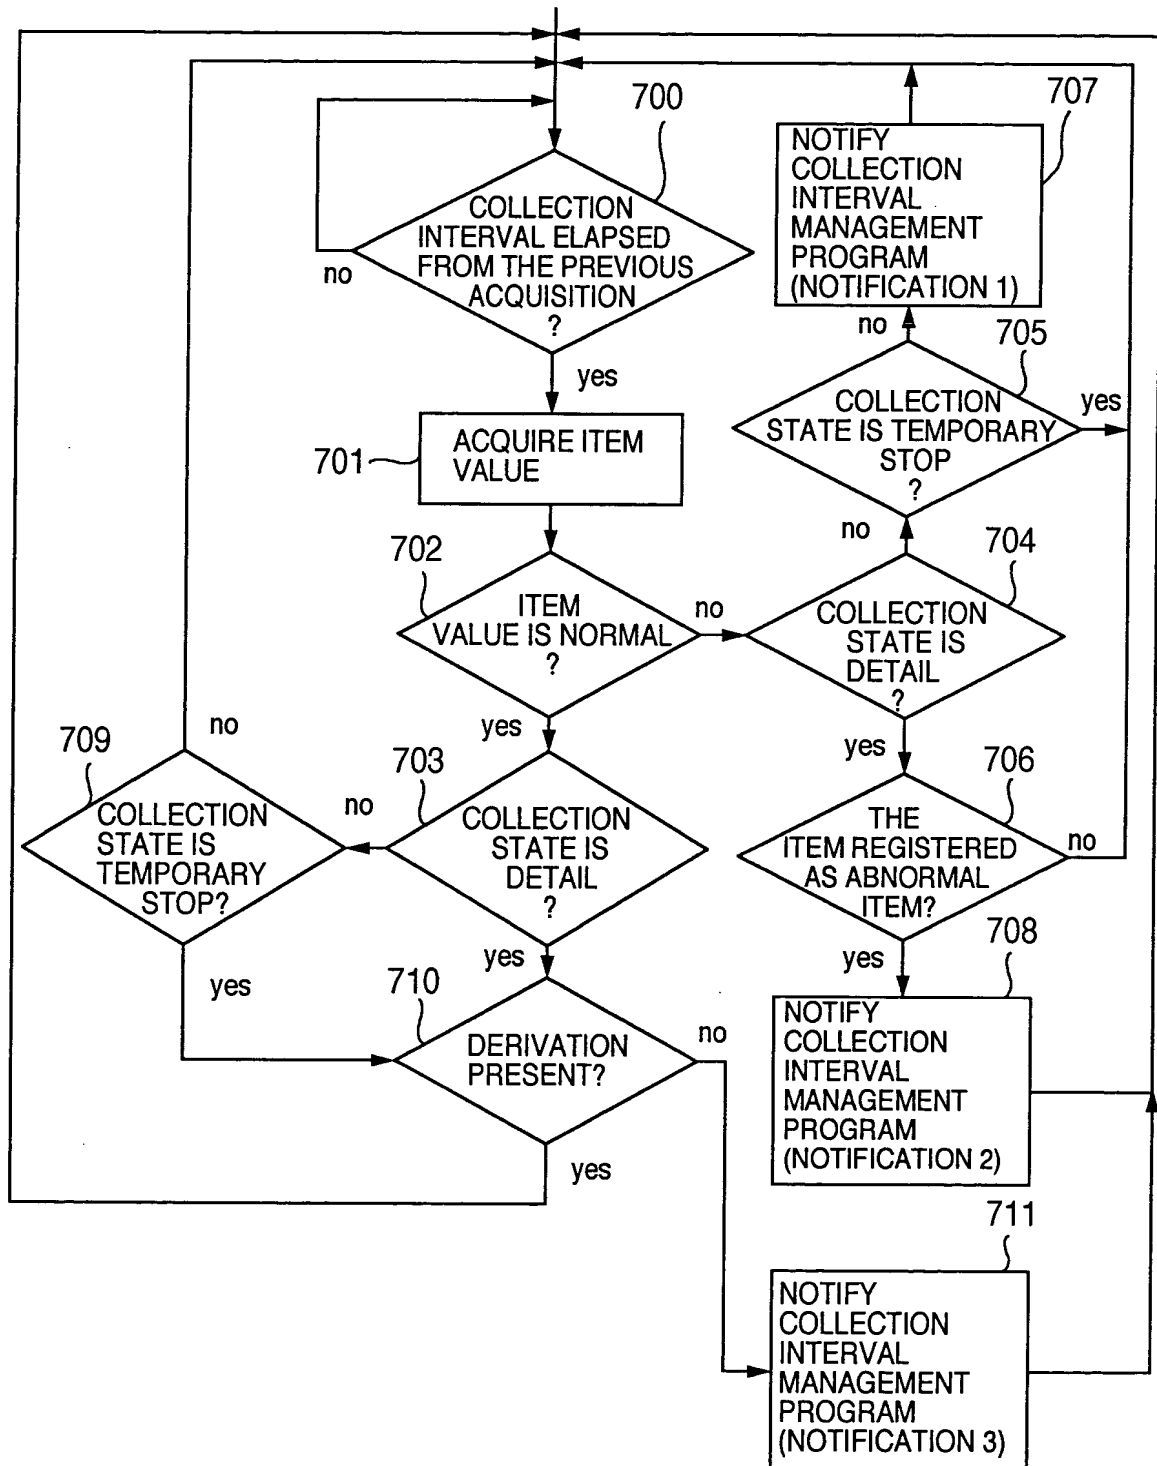 700
COLLECTION
INTERVAL ELAPSED
FROM THE PREVIOUS
ACQUISITION
?
no
yes
707
NOTIFY
COLLECTION
INTERVAL
MANAGEMENT
PROGRAM
(NOTIFICATION 1)
no
705
COLLECTION
STATE IS TEMPORARY
STOP
?
yes
no
701
ACQUIRE ITEM
VALUE
702
ITEM
VALUE IS NORMAL
?
no
yes
704
COLLECTION
STATE IS
DETAIL
?
yes
709
COLLECTION
STATE IS
TEMPORARY
STOP?
no
yes
703
COLLECTION
STATE IS
DETAIL
?
no
yes
706
THE
ITEM REGISTERED
AS ABNORMAL
ITEM?
no
yes
710
DERIVATION
PRESENT?
no
yes
708
NOTIFY
COLLECTION
INTERVAL
MANAGEMENT
PROGRAM
(NOTIFICATION 2)
711
NOTIFY
COLLECTION
INTERVAL
MANAGEMENT
PROGRAM
(NOTIFICATION 3)